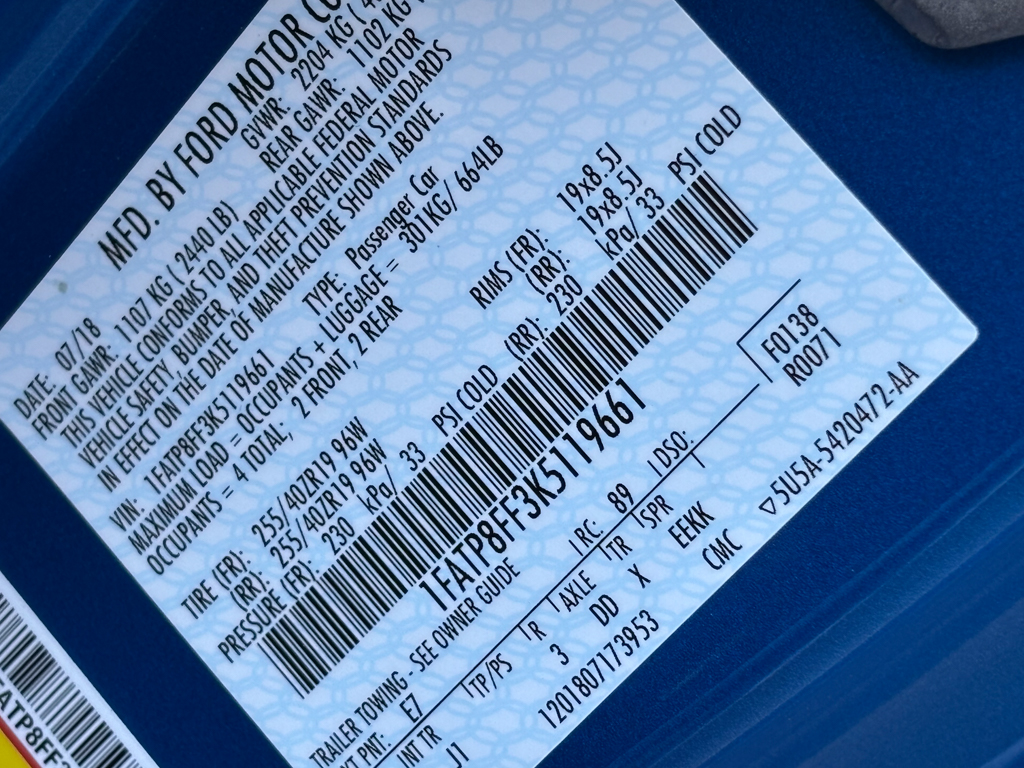 MFD. BY FORD MOTOR CO
DATE: 07/18 GVWR: 2204 KG (
FRONT GAWR: 1107 KG ( 2440 LB) REAR GAWR: 1102 KG
THIS VEHICLE CONFORMS TO ALL APPLICABLE FEDERAL MOTOR
VEHICLE SAFETY, BUMPER, AND THEFT PREVENTION STANDARDS
IN EFFECT ON THE DATE OF MANUFACTURE SHOWN ABOVE.
VIN: 1FATP8FF3K5119661 TYPE: Passenger Car
MAXIMUM LOAD = OCCUPANTS + LUGGAGE = 301KG/ 664LB
OCCUPANTS = 4 TOTAL; 2 FRONT, 2 REAR
TIRE (FR): 255/40ZR19 96W RIMS (FR): 19x8.5J
(RR): 255/40ZR19 96W (RR): 19x8.5J
PRESSURE (FR): 230 kPa/ 33 PSI COLD (RR): 230 kPa/ 33 PSI COLD
1FATP8FF3K5119661
TRAILER TOWING - SEE OWNER GUIDE
EXT PNT: E7 RC: 89 DSO: F0138
R0071
INT TR TP/PS R AXLE TR SPR
J1 3 DD X EEKK
1201807173953 CMC ▽5U5A-5420472-AA
ATP8FF3